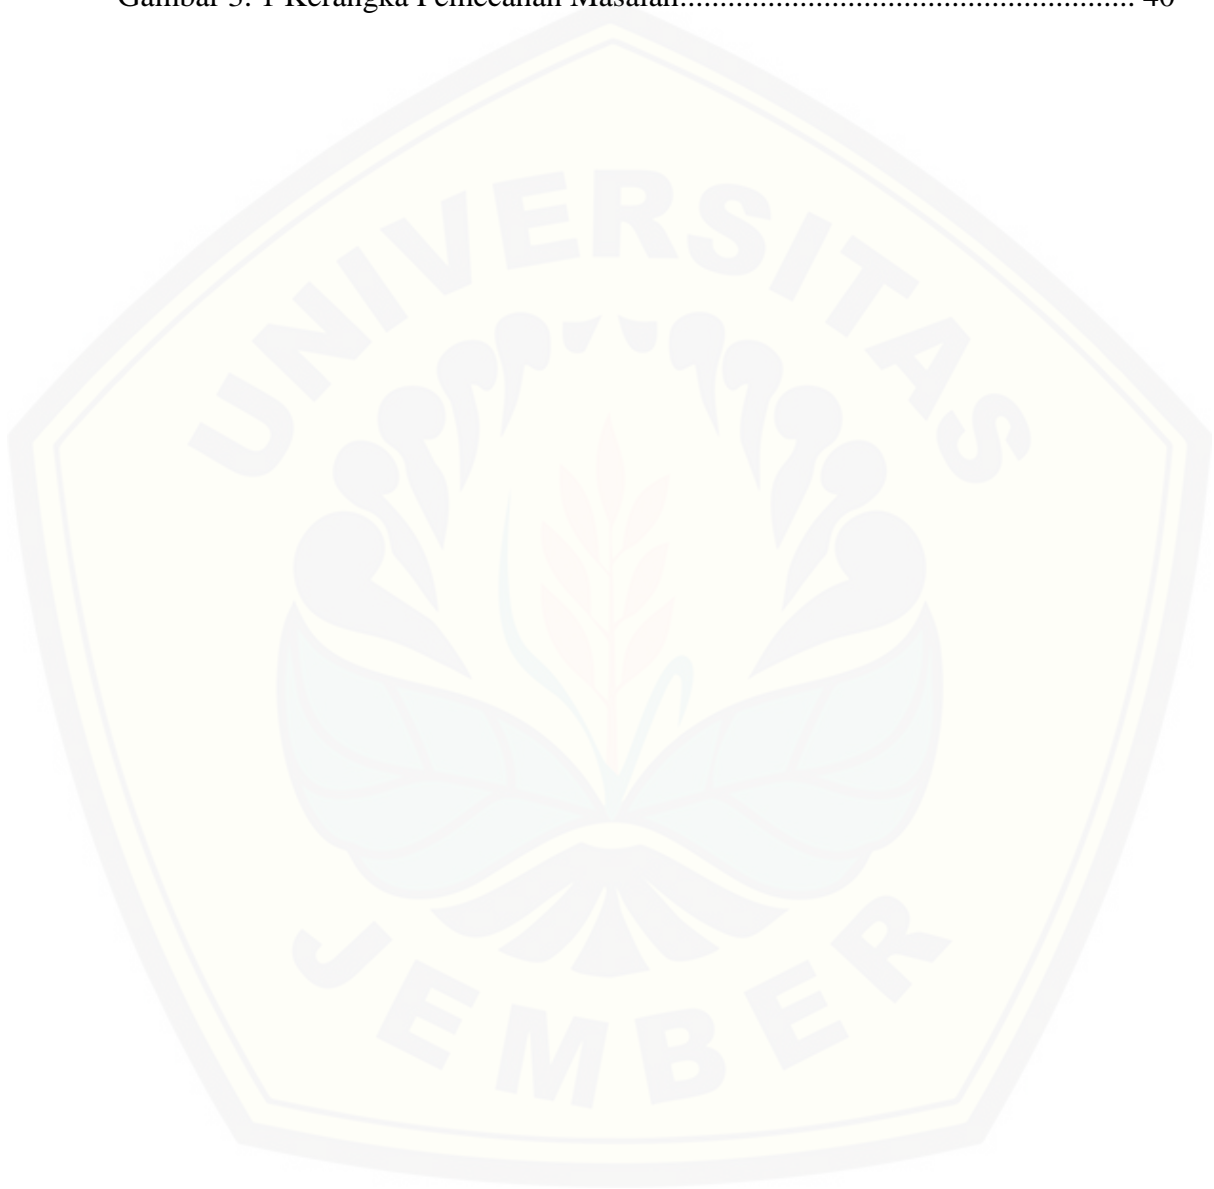 Gambar 3. 1 Kerangka Pemecahan Masalah......................................................... 40
UNIVERSITAS
JEMBER